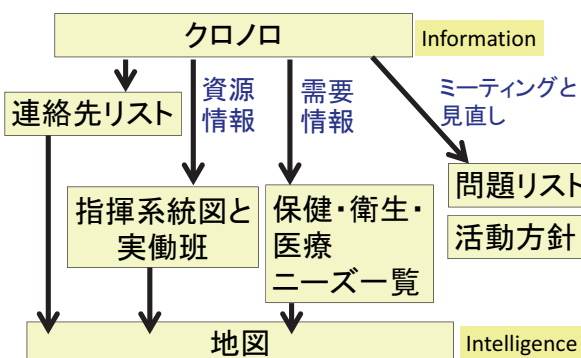 クロノロ
Information
連絡先リスト
資源
情報
需要
情報
ミーティングと
見直し
指揮系統図と
実働班
保健・衛生・
医療
ニーズ一覧
問題リスト
活動方針
地図
Intelligence